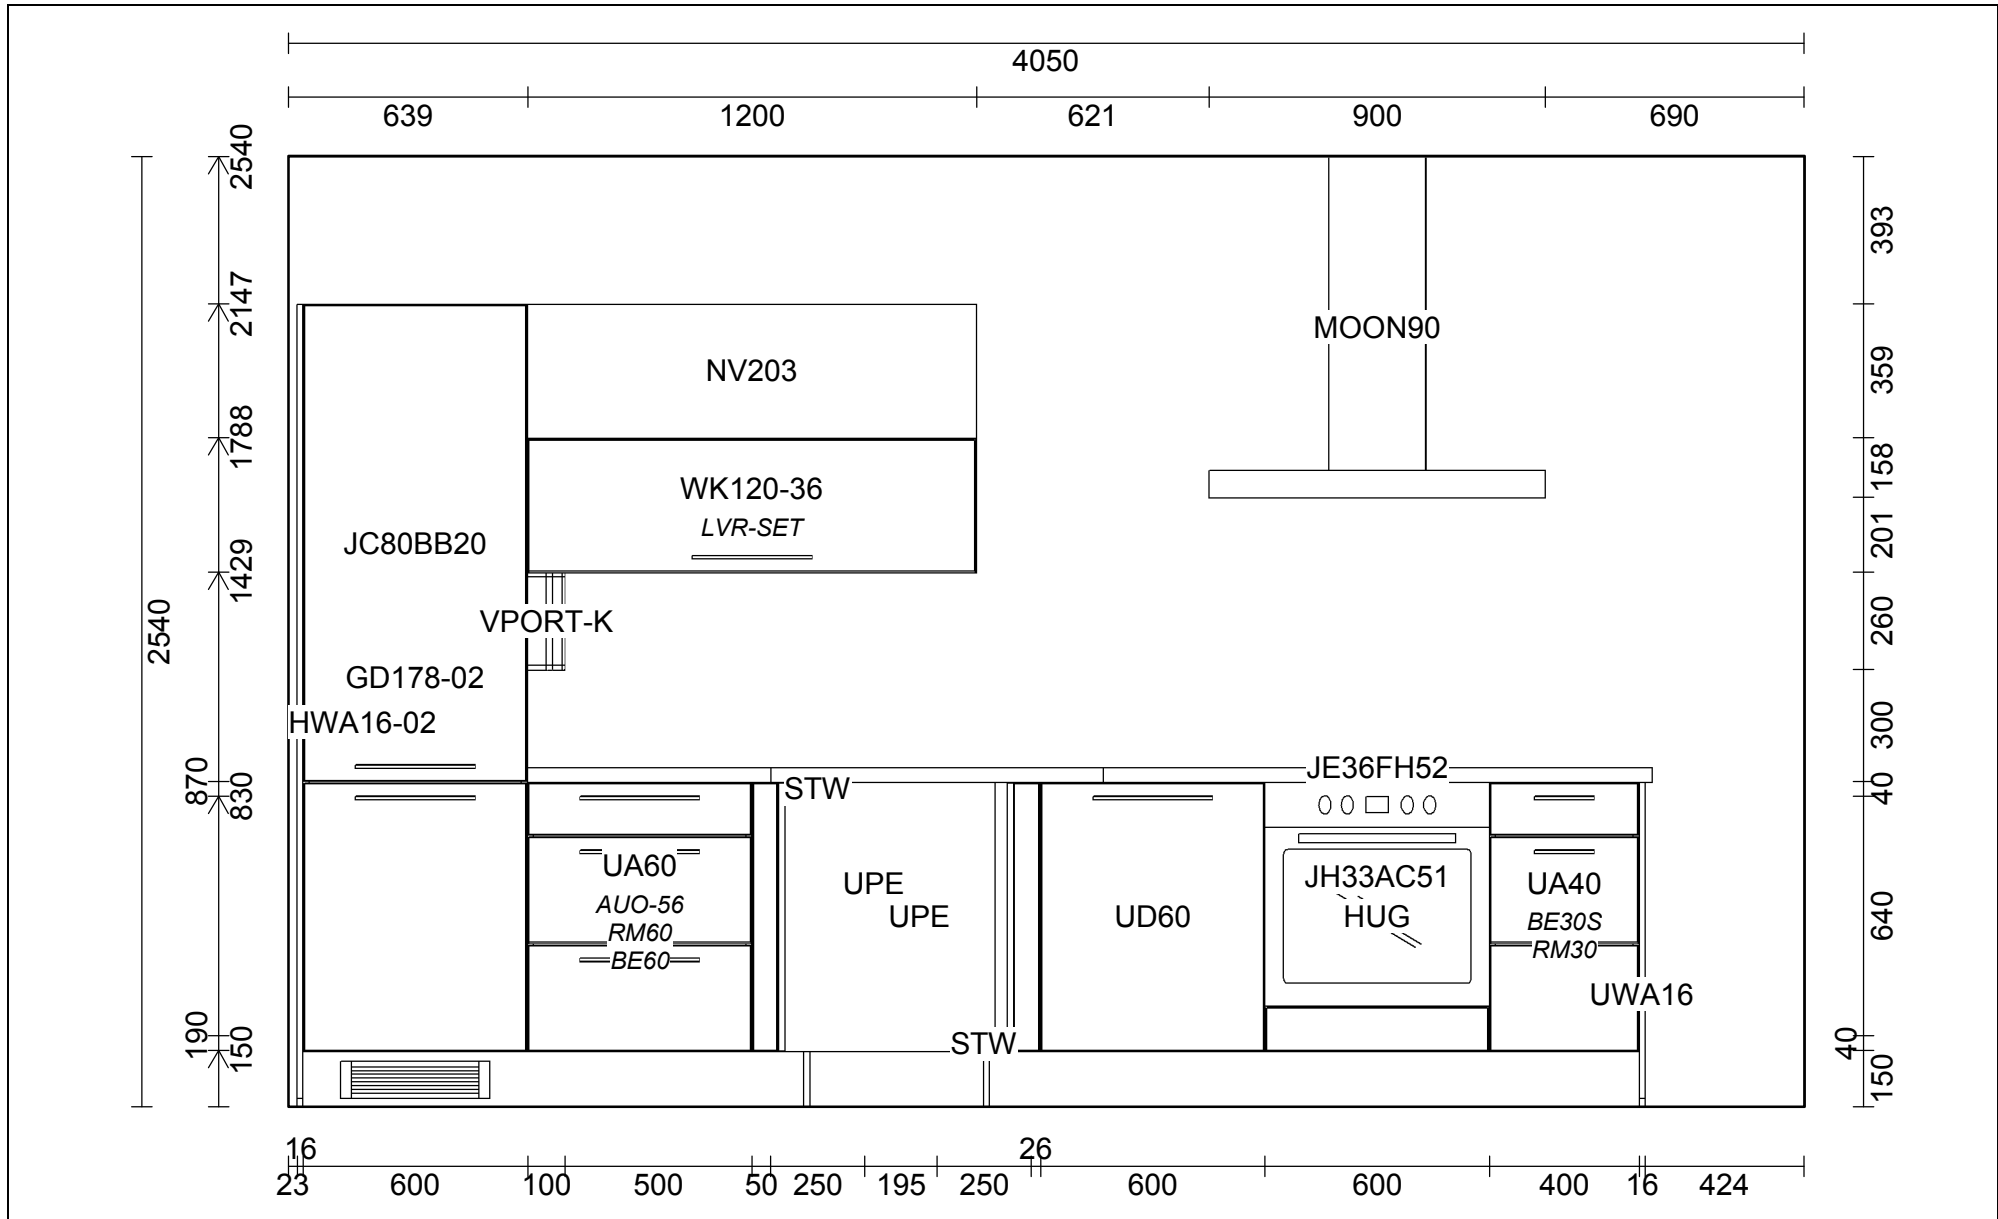 4050
639 1200 621 900 690
2540
2147
1788
1429
870
830
190
150
2540
393
359
158
201
260
300
40
640
40
150
MOON90
NV203
WK120-36
LVR-SET
JC80BB20
VPORT-K
GD178-02
HWA16-02
JE36FH52
STW
UA60
AUO-56
RM60
BE60
UPE
UPE
UD60
JH33AC51
HUG
UA40
BE30S
RM30
UWA16
STW
16 26
23 600 100 500 50 250 195 250 600 600 400 16 424